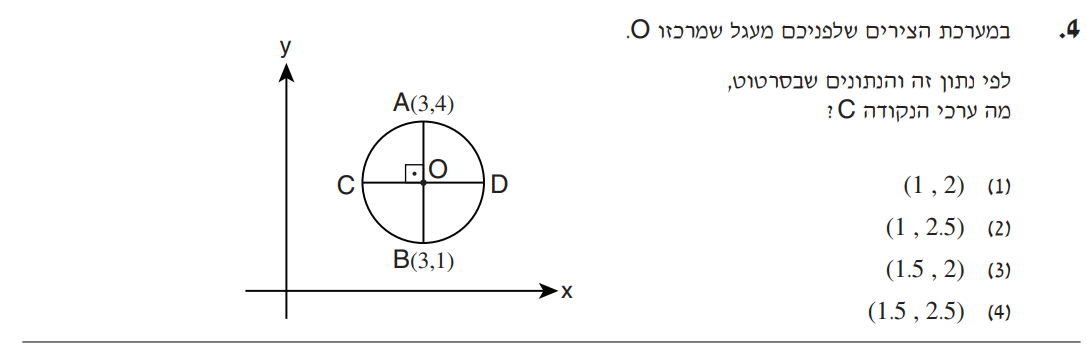 4. במערכת הצירים שלפניכם מעגל שמרכזו O.
לפי נתון זה והנתונים שבסרטוט,
מה ערכי הנקודה C?
(1) (1 , 2)
(2) (1 , 2.5)
(3) (1.5 , 2)
(4) (1.5 , 2.5)
y
A(3,4)
O
C
D
B(3,1)
x